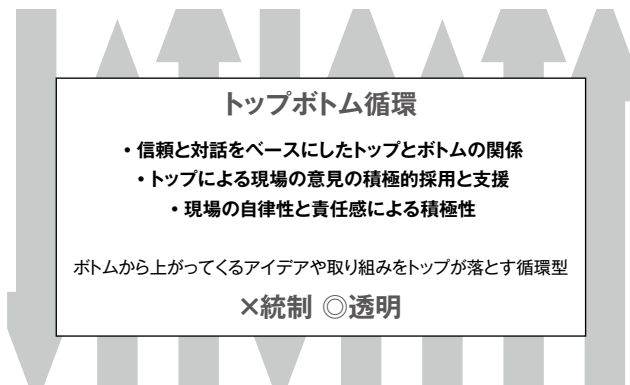 トップボトム循環
・信頼と対話をベースにしたトップとボトムの関係
・トップによる現場の意見の積極的採用と支援
・現場の自律性と責任感による積極性
ボトムから上がってくるアイデアや取り組みをトップが落とす循環型
×統制 ◎透明